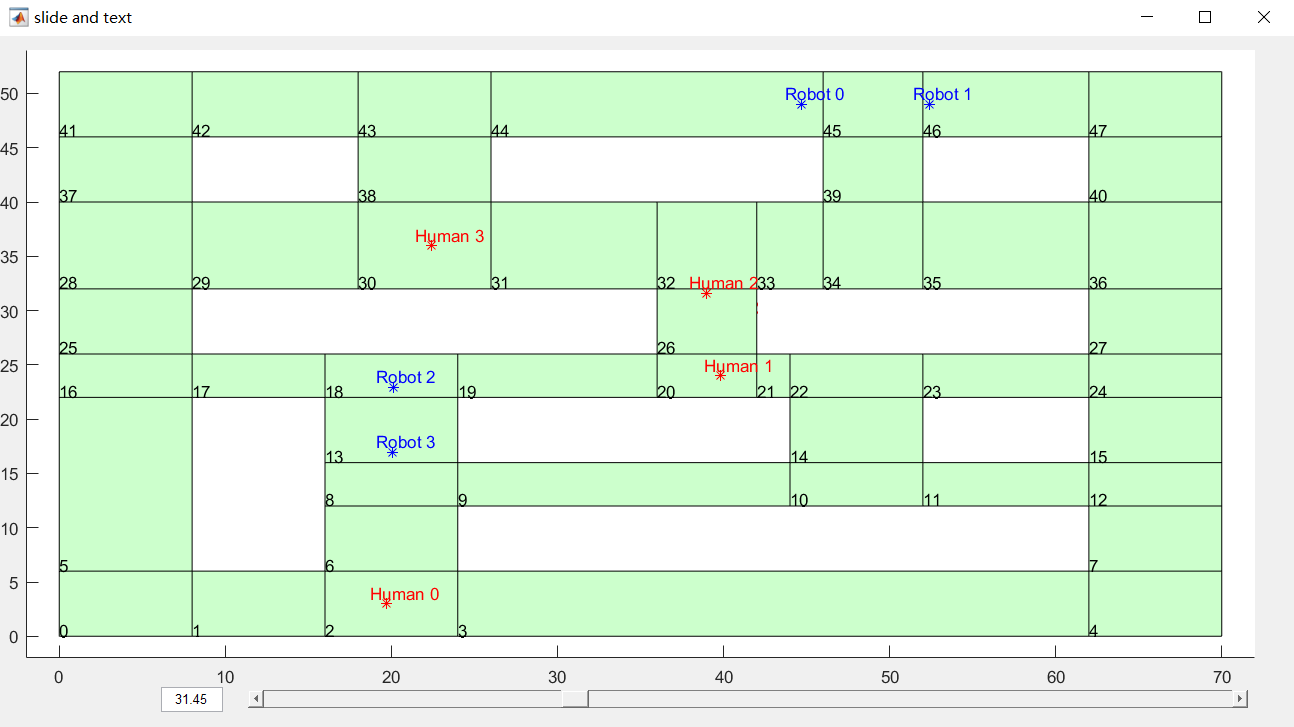 slide and text
50
Robot 0 Robot 1
41 42 43 44 45 46 47
45
40
37 38 39 40
Human 3
35
28 29 30 31 32 Human 2 33 34 35 36
30
25 26 27
25
Human 1
Robot 2
16 17 18 19 20 21 22 23 24
20
Robot 3
13 14 15
15
8 9 10 11 12
10
5 6 7
5
Human 0
0 1 2 3 4
0
0 10 20 30 40 50 60 70
31.45